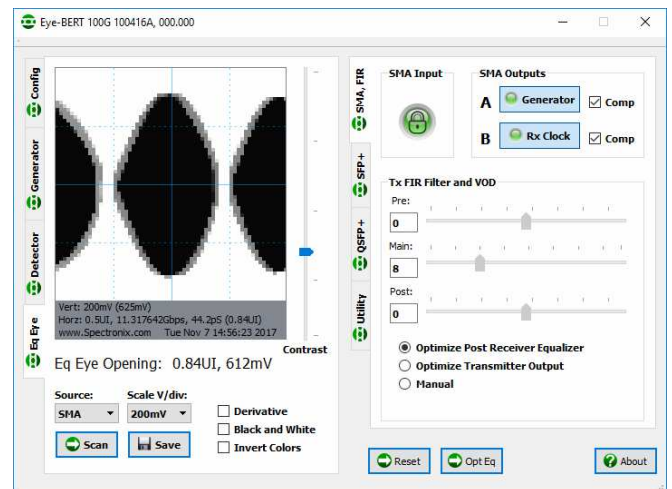 Eye-BERT 100G 100416A, 000.000
Config
Generator
Detector
Eq Eye
Vert: 200mV (625mV)
Horz: 0.5UI, 11.317642Gbps, 44.2pS (0.84UI)
www.Spectronix.com Tue Nov 7 14:56:23 2017
Contrast
Eq Eye Opening: 0.84UI, 612mV
Source:
Scale V/div:
SMA
200mV
Derivative
Black and White
Invert Colors
Scan
Save
SMA, FIR
SFP+
QSFP+
Utility
SMA Input
SMA Outputs
A Generator Comp
B Rx Clock Comp
Tx FIR Filter and VOD
Pre:
0
Main:
8
Post:
0
Optimize Post Receiver Equalizer
Optimize Transmitter Output
Manual
Reset
Opt Eq
? About